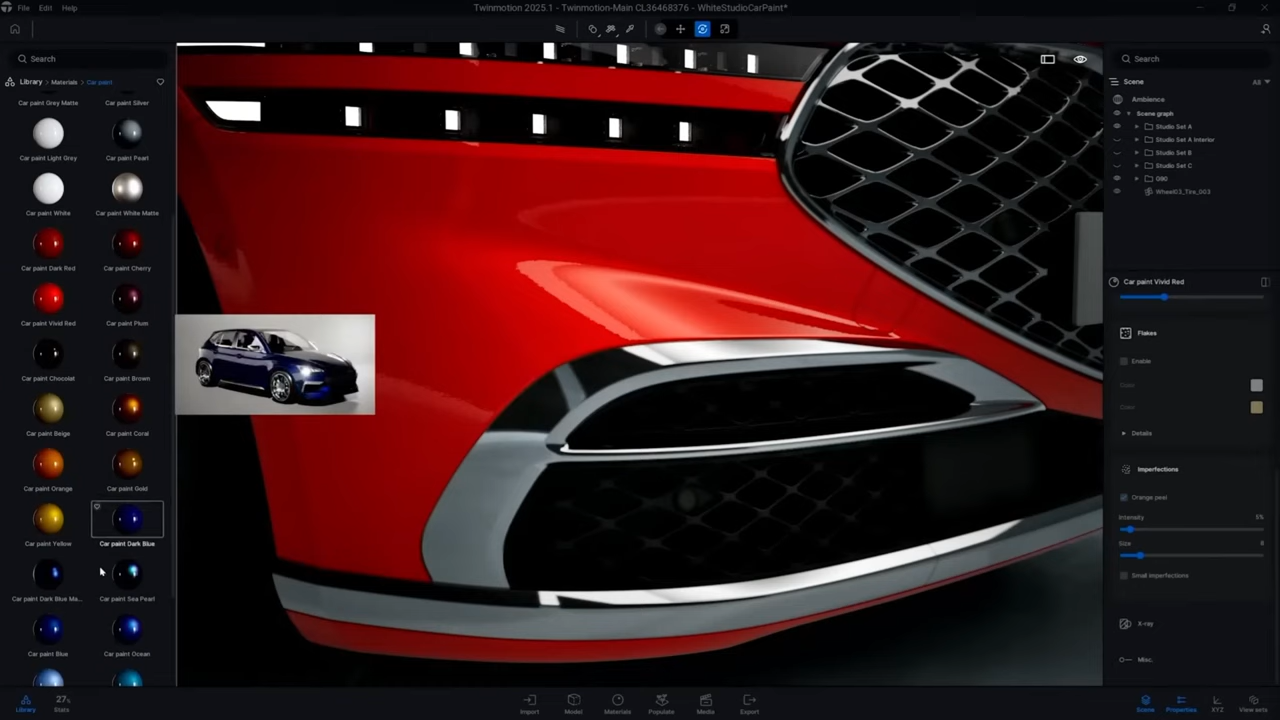 File Edit Help
Twinmotion 2025.1 - Twinmotion-Main CL36468376 - WhiteStudioCarPaint*
Search
Library > Materials > Car paint
Car paint Grey Matte
Car paint Silver
Car paint Light Grey
Car paint Pearl
Car paint White
Car paint White Matte
Car paint Dark Red
Car paint Cherry
Car paint Vivid Red
Car paint Plum
Car paint Chocolat
Car paint Brown
Car paint Beige
Car paint Coral
Car paint Orange
Car paint Gold
Car paint Yellow
Car paint Dark Blue
Car paint Dark Blue Ma...
Car paint Sea Pearl
Car paint Blue
Car paint Ocean
Search
Scene
All
Ambience
Scene graph
Studio Set A
Studio Set A Interior
Studio Set B
Studio Set C
G90
Wheel03_Tire_003
Car paint Vivid Red
Flakes
Enable
Color
Color
Details
Imperfections
Orange peel
Intensity 5%
Size 6
Small imperfections
X-ray
Misc.
Library
27%
Stats
Import
Model
Materials
Populate
Media
Export
Scene
Properties
XYZ
View sets